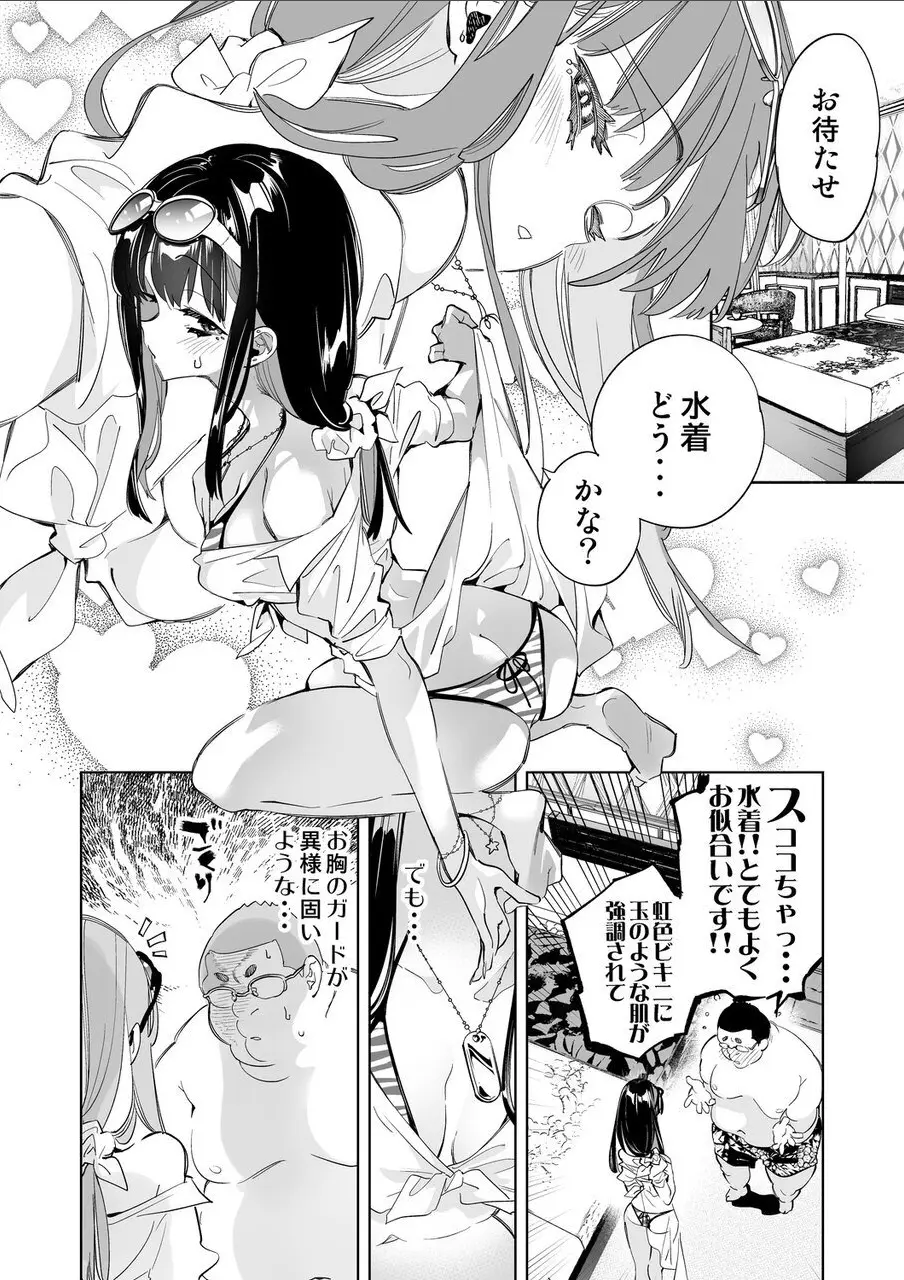 お待たせ
水着
どう・・・
かな？
スココちゃっ・・・
水着!!とてもよく
お似合いです!!
虹色ビキニに
玉のような肌が
強調されて
でも・・・
お胸のガードが
異様に固い
ような・・・
ごくり